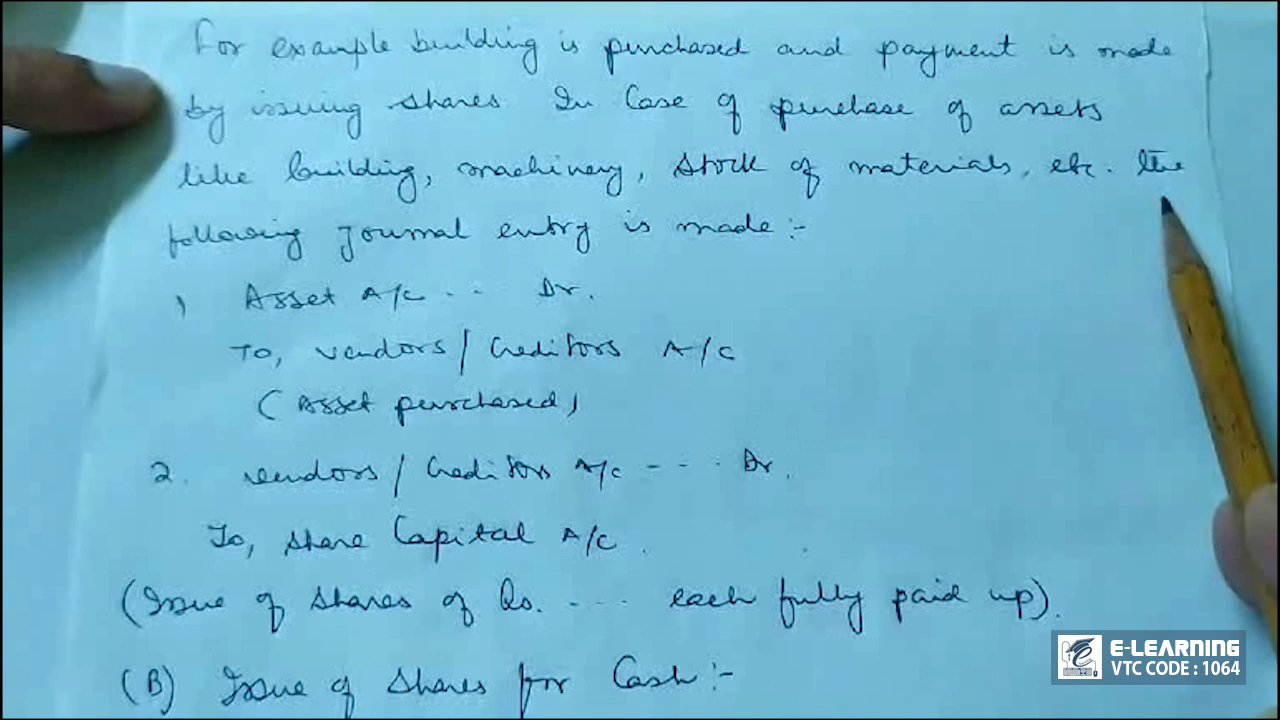 For example building is purchased and payment is made
by issuing shares In Case of purchase of assets
like building, machinery, Stock of materials, etc. the
following Journal entry is made :-
1) Asset A/c - - Dr.
To, vendors / Creditors A/c
( Asset purchased )
2. vendors / Creditors A/c - - - . Dr.
To, Share Capital A/c .
(Issue of Shares of Rs. - - - - each fully paid up).
(B) Issue of Shares for Cash :-
E-LEARNING
VTC CODE : 1064